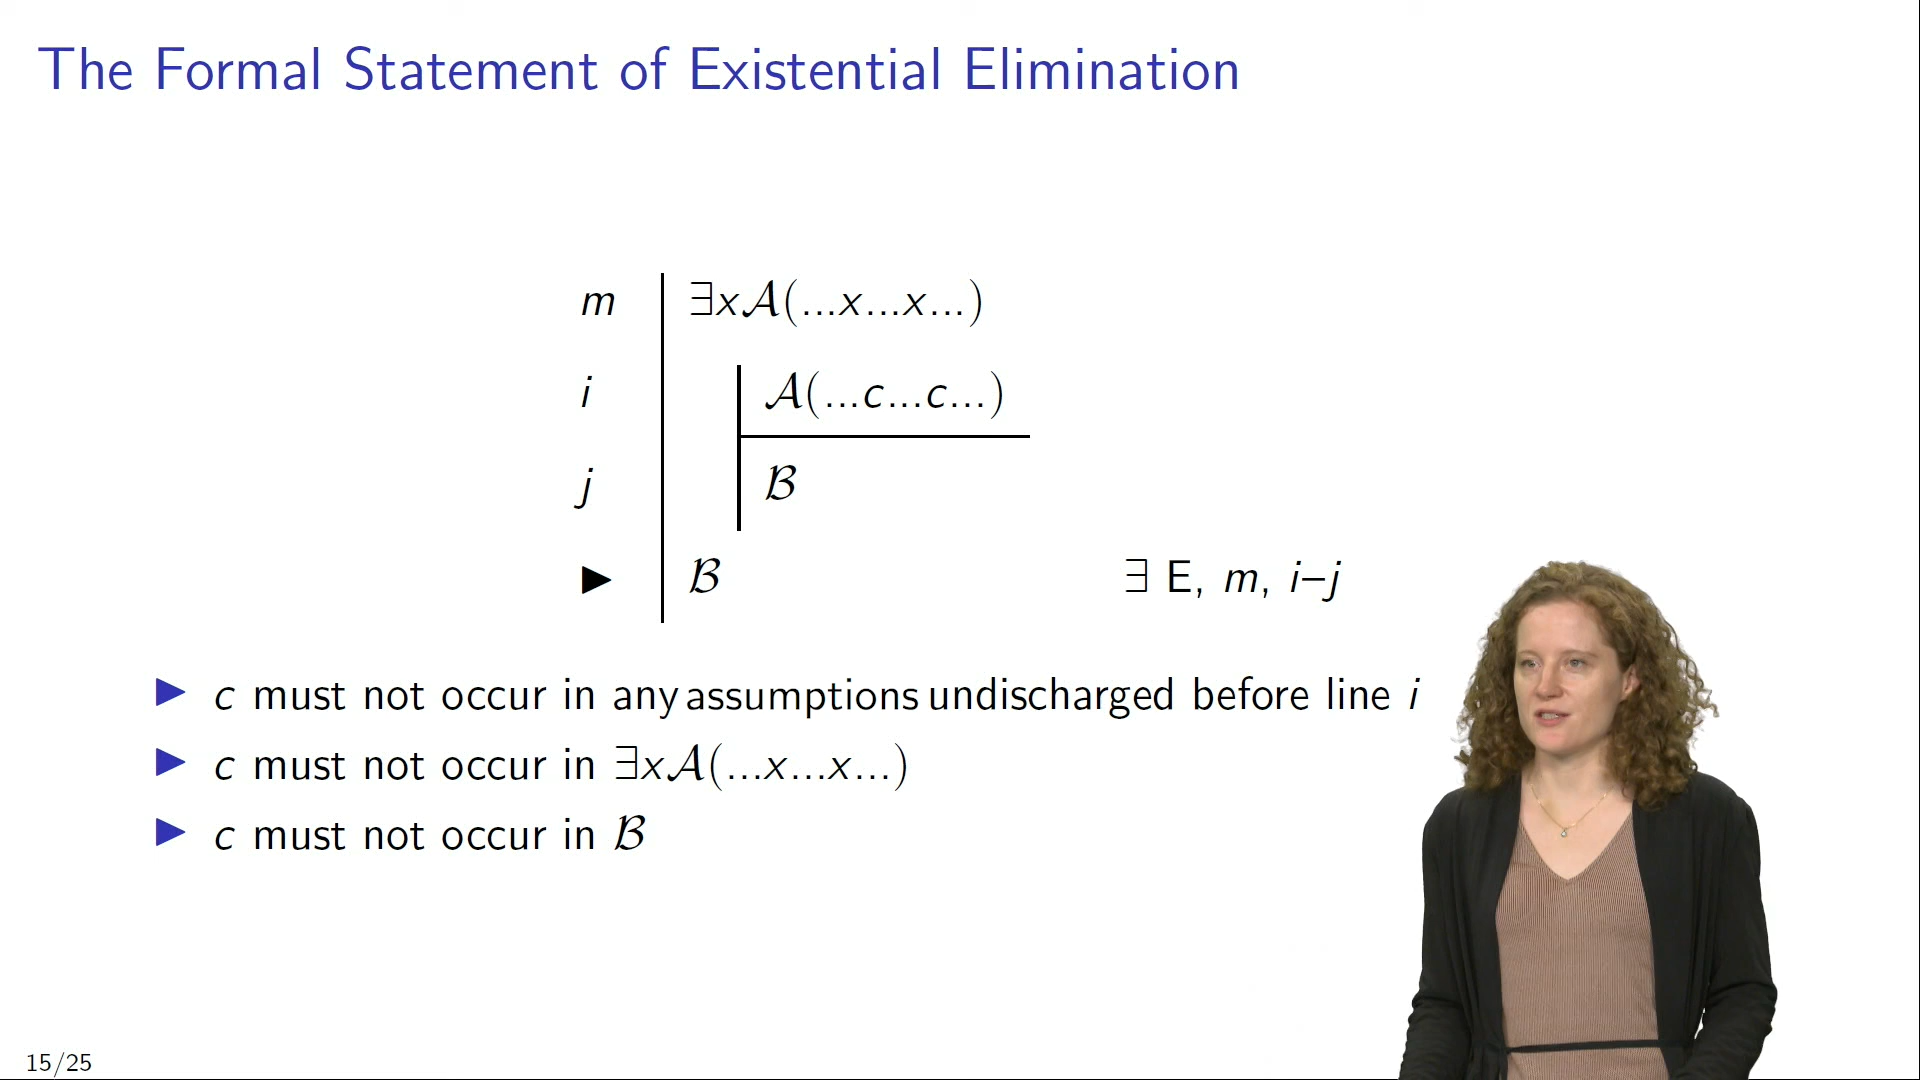 The Formal Statement of Existential Elimination
m ∃x𝒜(...x...x...)
i 𝒜(...c...c...)
j ℬ
▶ ℬ ∃ E, m, i–j
▶ c must not occur in any assumptions undischarged before line i
▶ c must not occur in ∃x𝒜(...x...x...)
▶ c must not occur in ℬ
15/25